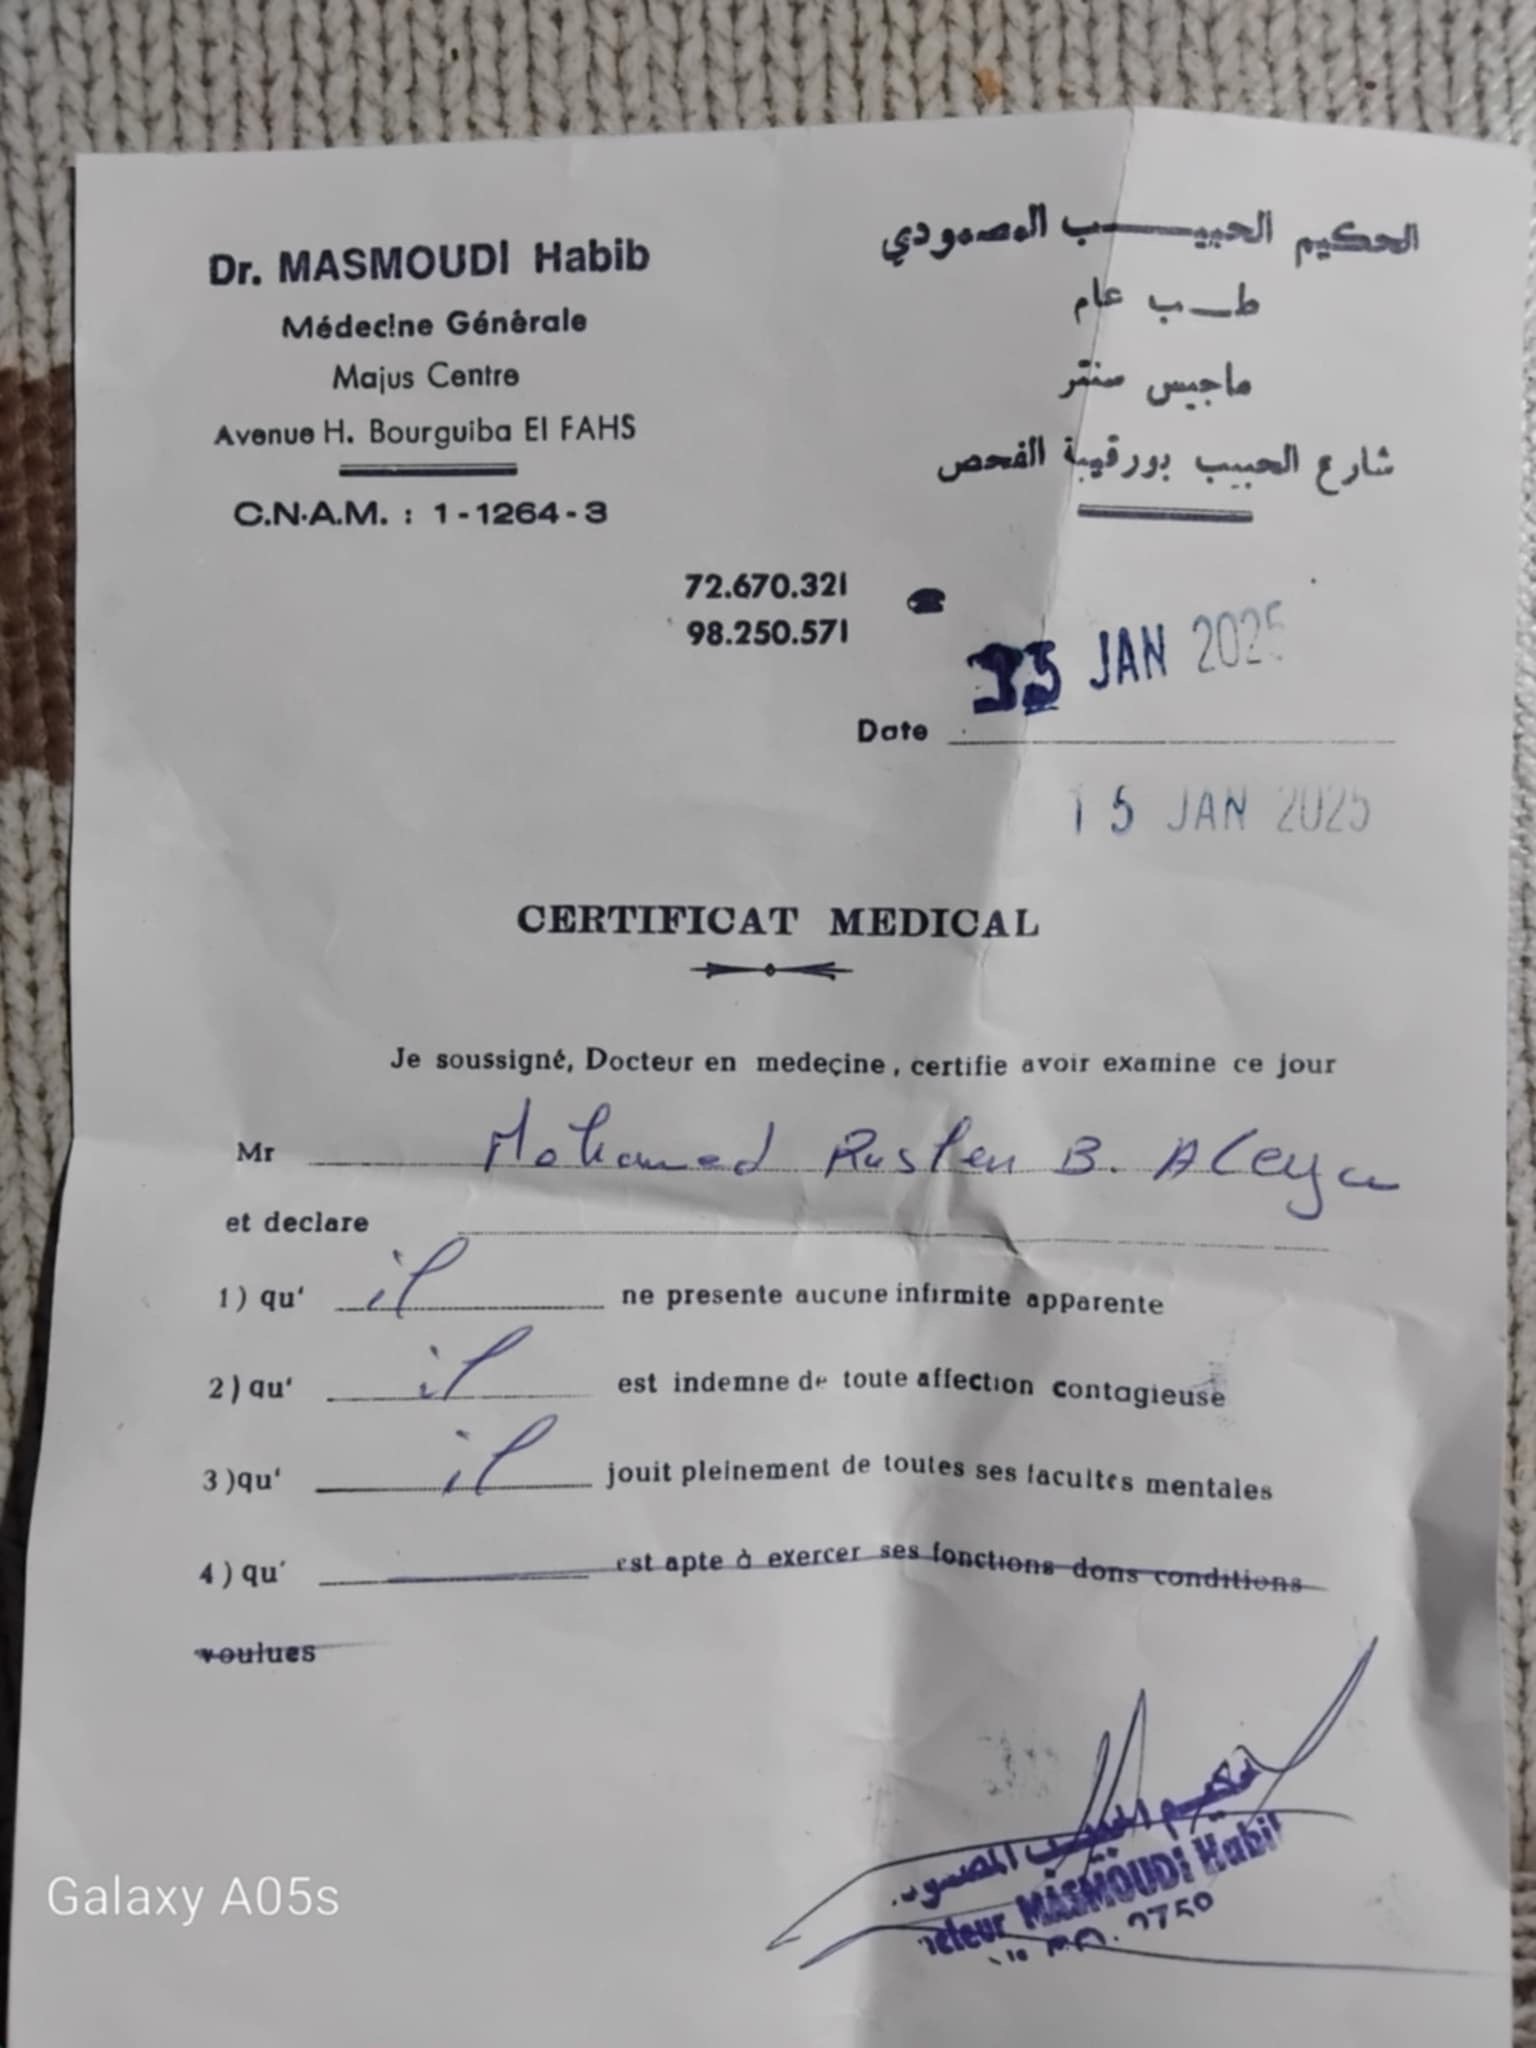 Dr. MASMOUDI Habib
Médecine Générale
Majus Centre
Avenue H. Bourguiba El FAHS
C.N.A.M. : 1-1264-3
الحكيم الحبيـــب المصمودي
طـب عام
ماجيس سنتر
شارع الحبيب بورقيبة الفحص
72.670.321
98.250.571
JAN 2025
Date
15 JAN 2025
CERTIFICAT MEDICAL
Je soussigné, Docteur en medeçine, certifie avoir examine ce jour
Mr Mohamed B.
et declare
1) qu' il ne presente aucune infirmite apparente
2) qu' il est indemne de toute affection contagieuse
3) qu' il jouit pleinement de toutes ses facultes mentales
4) qu' est apte à exercer ses fonctions dans conditions
voulues
MASMOUDI Habib
Galaxy A05s